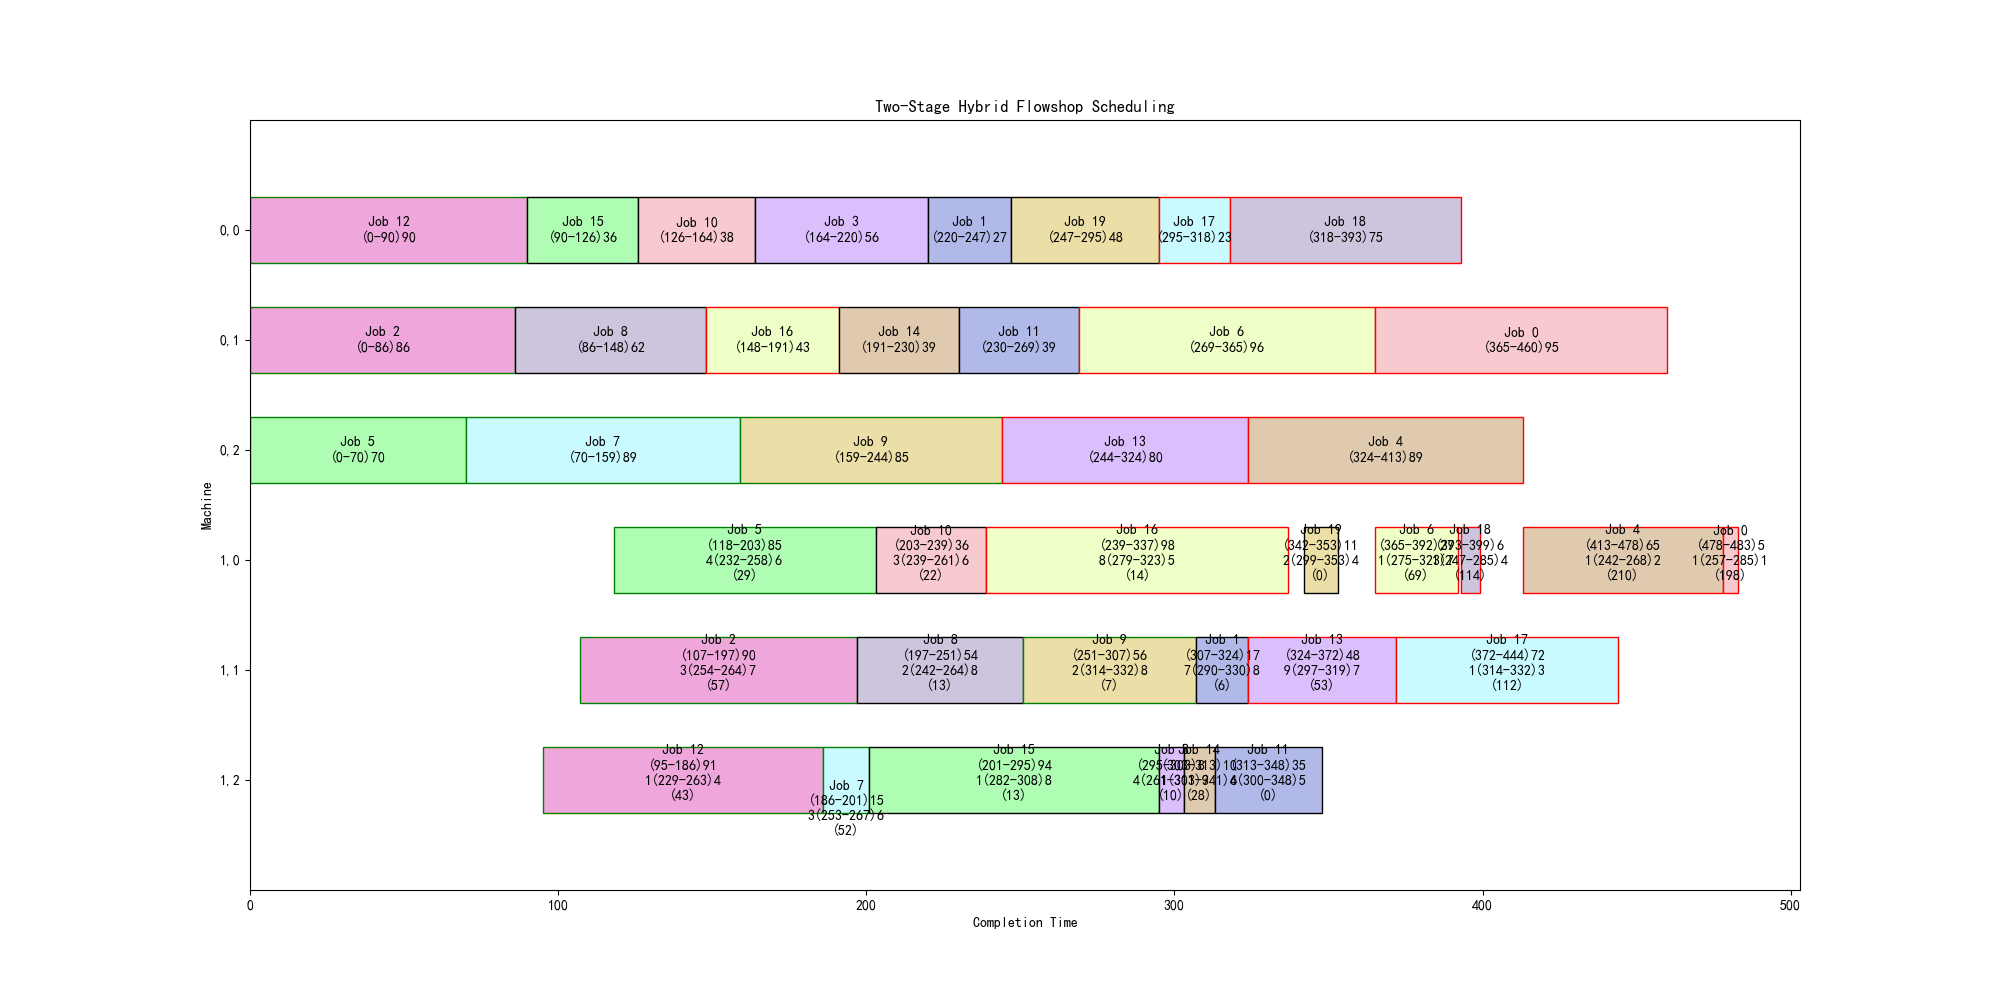 Two-Stage Hybrid Flowshop Scheduling
0,0
Job 12
(0-90)90
Job 15
(90-126)36
Job 10
(126-164)38
Job 3
(164-220)56
Job 1
(220-247)27
Job 19
(247-295)48
Job 17
(295-318)23
Job 18
(318-393)75
0,1
Job 2
(0-86)86
Job 8
(86-148)62
Job 16
(148-191)43
Job 14
(191-230)39
Job 11
(230-269)39
Job 6
(269-365)96
Job 0
(365-460)95
0,2
Job 5
(0-70)70
Job 7
(70-159)89
Job 9
(159-244)85
Job 13
(244-324)80
Job 4
(324-413)89
Machine
1,0
Job 5
(118-203)85
4(232-258)6
(29)
Job 10
(203-239)36
3(239-261)6
(22)
Job 16
(239-337)98
8(279-323)5
(14)
Job 19
(342-353)11
2(299-353)4
(0)
Job 6
(365-392)27
(69)
Job 18
(393-399)6
(114)
Job 4
(413-478)65
1(242-268)2
(210)
Job 0
(478-483)5
1(257-285)1
(198)
1,1
Job 2
(107-197)90
3(254-264)7
(57)
Job 8
(197-251)54
2(242-264)8
(13)
Job 9
(251-307)56
2(314-332)8
(7)
Job 1
(307-324)17
7(290-330)8
(6)
Job 13
(324-372)48
9(297-319)7
(53)
Job 17
(372-444)72
1(314-332)3
(112)
1,2
Job 12
(95-186)91
1(229-263)4
(43)
Job 7
(186-201)15
3(253-267)6
(52)
Job 15
(201-295)94
1(282-308)8
(13)
Job 3
(295-303)8
(10)
Job 14
(303-313)10
(28)
Job 11
(313-348)35
(300-348)5
(0)
0
100
200
300
400
500
Completion Time